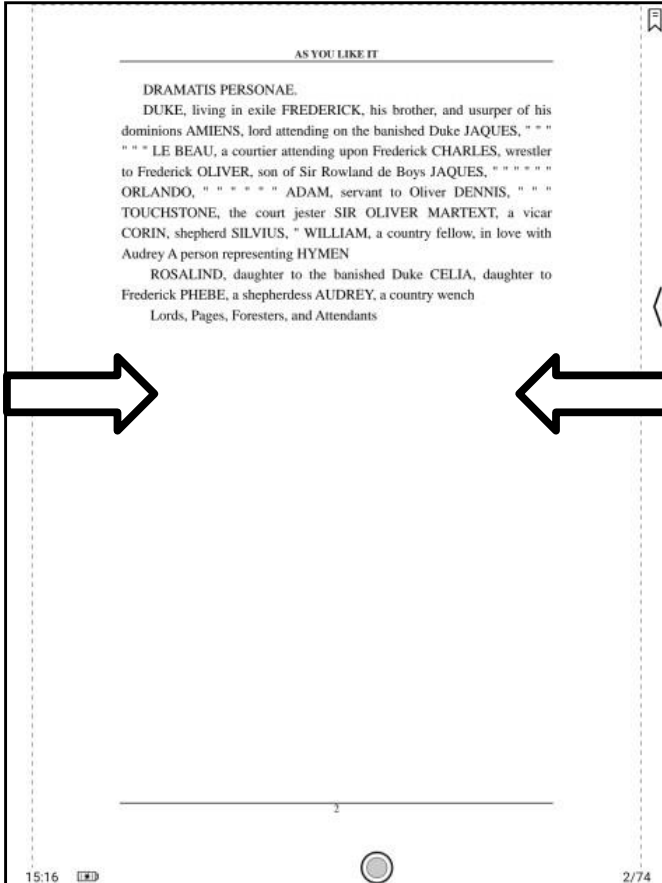 AS YOU LIKE IT
DRAMATIS PERSONAE.
DUKE, living in exile FREDERICK, his brother, and usurper of his
dominions AMIENS, lord attending on the banished Duke JAQUES, " " "
" " " LE BEAU, a courtier attending upon Frederick CHARLES, wrestler
to Frederick OLIVER, son of Sir Rowland de Boys JAQUES, " " " " " "
ORLANDO, " " " " " " ADAM, servant to Oliver DENNIS, " " "
TOUCHSTONE, the court jester SIR OLIVER MARTEXT, a vicar
CORIN, shepherd SILVIUS, " WILLIAM, a country fellow, in love with
Audrey A person representing HYMEN
ROSALIND, daughter to the banished Duke CELIA, daughter to
Frederick PHEBE, a shepherdess AUDREY, a country wench
Lords, Pages, Foresters, and Attendants
2
15:16
2/74